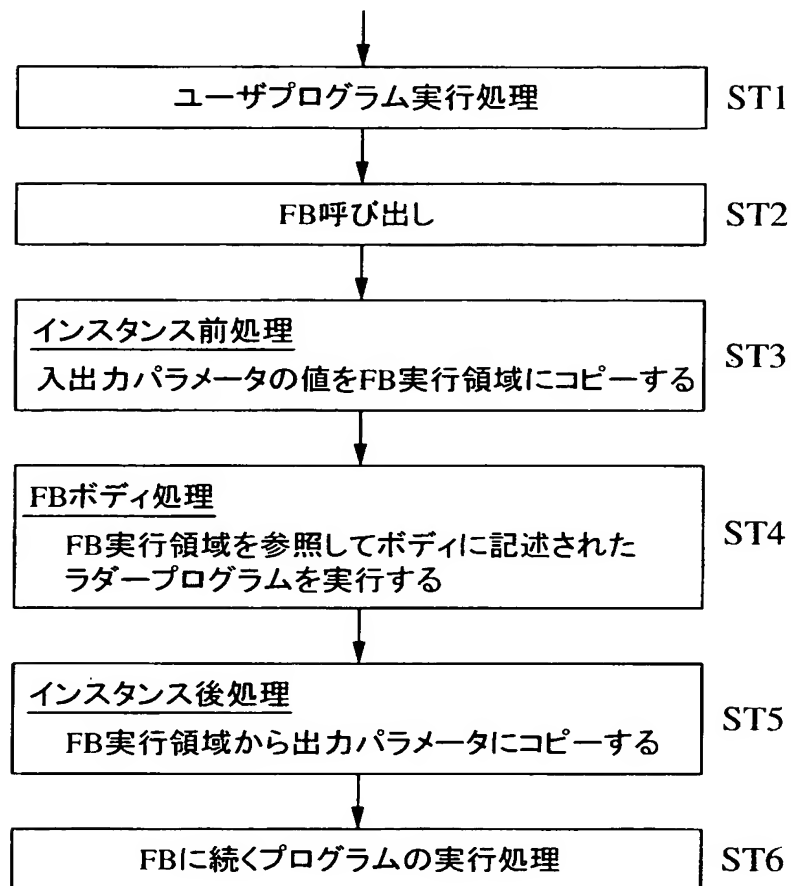 ユーザプログラム実行処理 ST1
FB呼び出し ST2
インスタンス前処理
入出力パラメータの値をFB実行領域にコピーする ST3
FBボディ処理
FB実行領域を参照してボディに記述された ST4
ラダープログラムを実行する
インスタンス後処理
FB実行領域から出力パラメータにコピーする ST5
FBに続くプログラムの実行処理 ST6